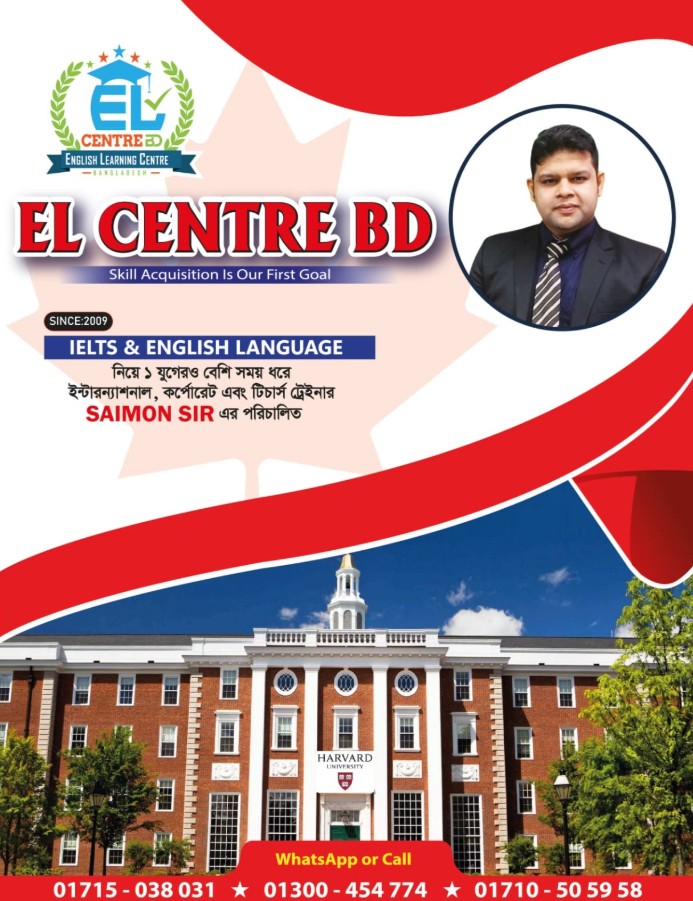 EL
CENTRE BD
ENGLISH LEARNING CENTRE
BANGLADESH
EL CENTRE BD
Skill Acquisition Is Our First Goal
SINCE:2009
IELTS & ENGLISH LANGUAGE
নিয়ে ১ যুগেরও বেশি সময় ধরে
ইন্টারন্যাশনাল, কর্পোরেট এবং টিচার্স ট্রেইনার
SAIMON SIR এর পরিচালিত
HARVARD
UNIVERSITY
WhatsApp or Call
01715 - 038 031 ★ 01300 - 454 774 ★ 01710 - 50 59 58